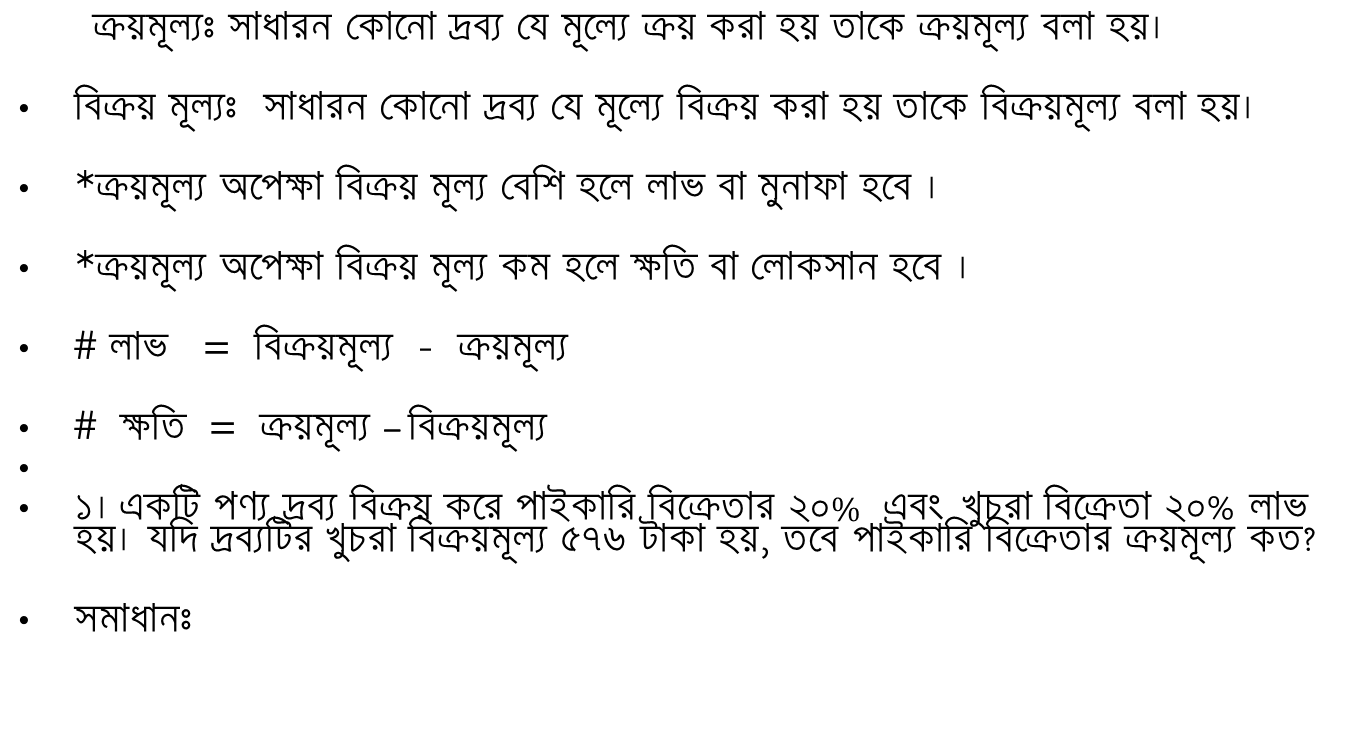 ক্রয়মূল্যঃ সাধারন কোনো দ্রব্য যে মূল্যে ক্রয় করা হয় তাকে ক্রয়মূল্য বলা হয়।
• বিক্রয় মূল্যঃ সাধারন কোনো দ্রব্য যে মূল্যে বিক্রয় করা হয় তাকে বিক্রয়মূল্য বলা হয়।
• *ক্রয়মূল্য অপেক্ষা বিক্রয় মূল্য বেশি হলে লাভ বা মুনাফা হবে ।
• *ক্রয়মূল্য অপেক্ষা বিক্রয় মূল্য কম হলে ক্ষতি বা লোকসান হবে ।
• # লাভ = বিক্রয়মূল্য - ক্রয়মূল্য
• # ক্ষতি = ক্রয়মূল্য –বিক্রয়মূল্য
•
• ১। একটি পণ্য দ্রব্য বিক্রয় করে পাইকারি বিক্রেতার ২০% এবং খুচরা বিক্রেতা ২০% লাভ
হয়। যদি দ্রব্যটির খুচরা বিক্রয়মূল্য ৫৭৬ টাকা হয়, তবে পাইকারি বিক্রেতার ক্রয়মূল্য কত?
• সমাধানঃ